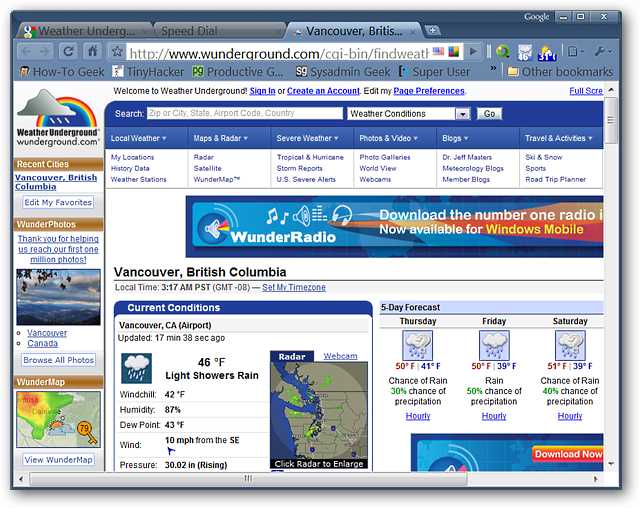 Google
Weather Underg...
Speed Dial
Vancouver, Britis...
http://www.wunderground.com/cgi-bin/findweath
46
31°f
How-To Geek
TinyHacker
Productive G...
Sysadmin Geek
Super User
»
Other bookmarks
Welcome to Weather Underground! Sign In or Create an Account. Edit my Page Preferences.
Full Scre
Weather Underground®
wunderground.com®
Search: Zip or City, State, Airport Code, Country
Weather Conditions
Go
Local Weather
Maps & Radar
Severe Weather
Photos & Video
Blogs
Travel & Activities
My Locations
Radar
Tropical & Hurricane
Photo Galleries
Dr. Jeff Masters
Ski & Snow
History Data
Satellite
Storm Reports
World View
Meteorology Blogs
Sports
Weather Stations
WunderMap™
U.S. Severe Alerts
Webcams
Member Blogs
Road Trip Planner
Recent Cities
Vancouver, British
Columbia
Edit My Favorites
WunderPhotos
Thank you for helping
us reach our first one
million photos!
Vancouver
Canada
Browse All Photos
WunderMap
79
View WunderMap
WunderRadio
Download the number one radio i
Now available for Windows Mobile
Vancouver, British Columbia
Local Time: 3:17 AM PST (GMT -08) — Set My Timezone
Current Conditions
Vancouver, CA (Airport)
Updated: 17 min 38 sec ago
46 °F
Light Showers Rain
Radar
Webcam
Click Radar to Enlarge
Windchill: 42 °F
Humidity: 87%
Dew Point: 43 °F
Wind: 10 mph from the SE
Pressure: 30.02 in (Rising)
5-Day Forecast
Thursday
Friday
Saturday
50° F | 41° F
50° F | 39° F
51° F | 39° F
Chance of Rain
30% chance of
precipitation
Hourly
Rain
50% chance of
precipitation
Hourly
Chance of Rain
40% chance of
precipitation
Hourly
Download Now